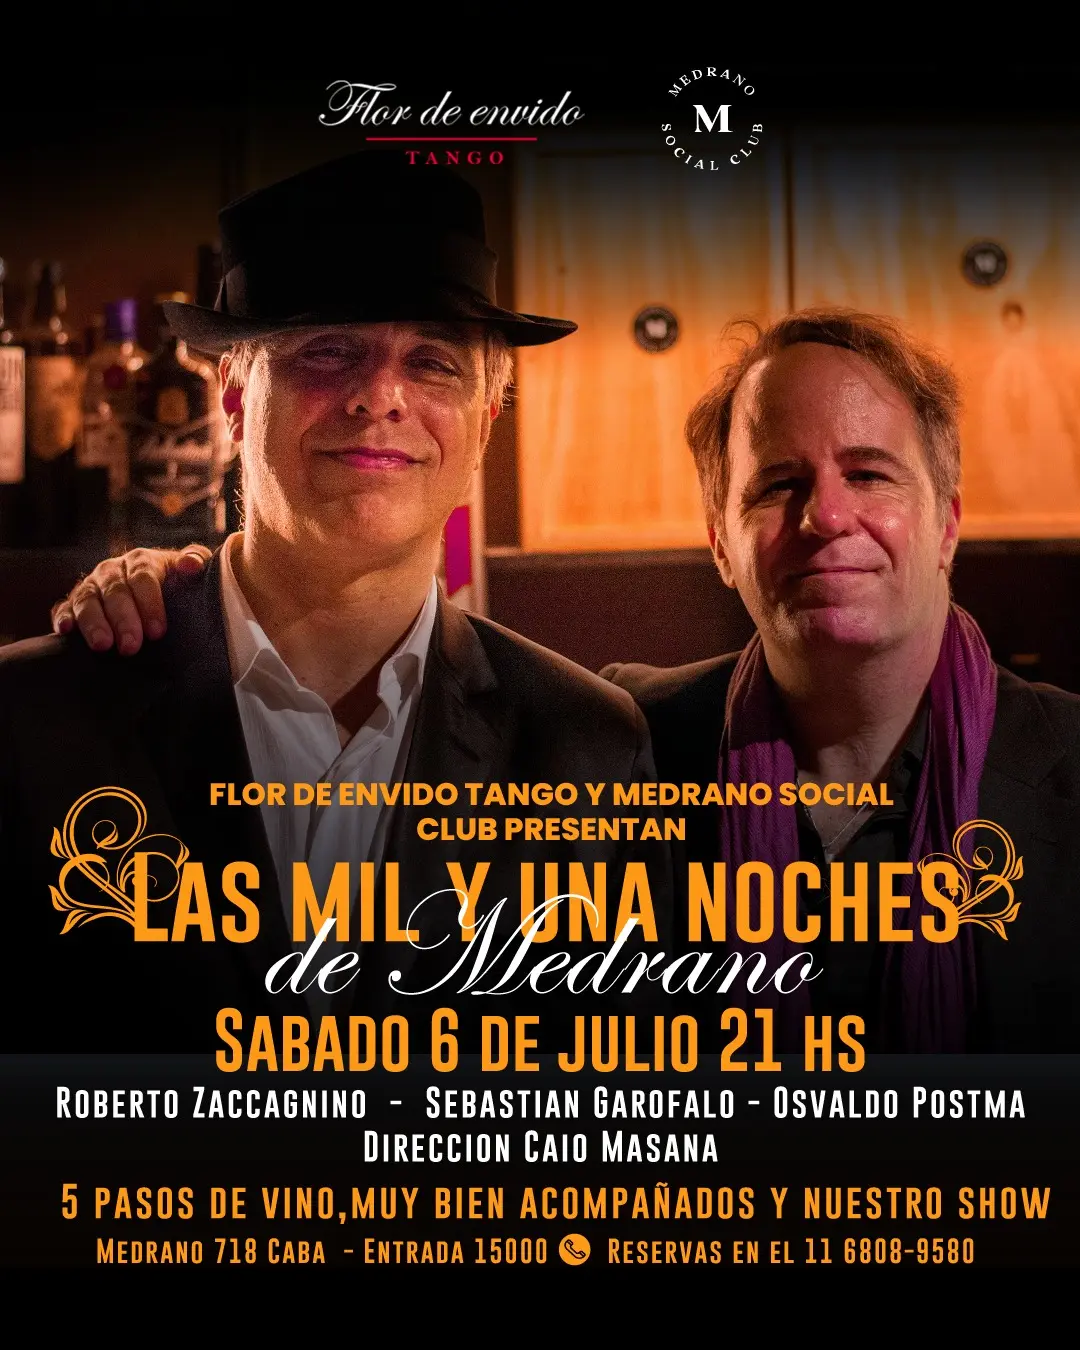 Flor de envido
TANGO
MEDRANO
M
SOCIAL CLUB
FLOR DE ENVIDO TANGO Y MEDRANO SOCIAL
CLUB PRESENTAN
LAS MIL Y UNA NOCHES
de Medrano
SABADO 6 DE JULIO 21 HS
ROBERTO ZACCAGNINO - SEBASTIAN GAROFALO - OSVALDO POSTMA
DIRECCION CAIO MASANA
5 PASOS DE VINO,MUY BIEN ACOMPAÑADOS Y NUESTRO SHOW
MEDRANO 718 CABA - ENTRADA 15000 RESERVAS EN EL 11 6808-9580